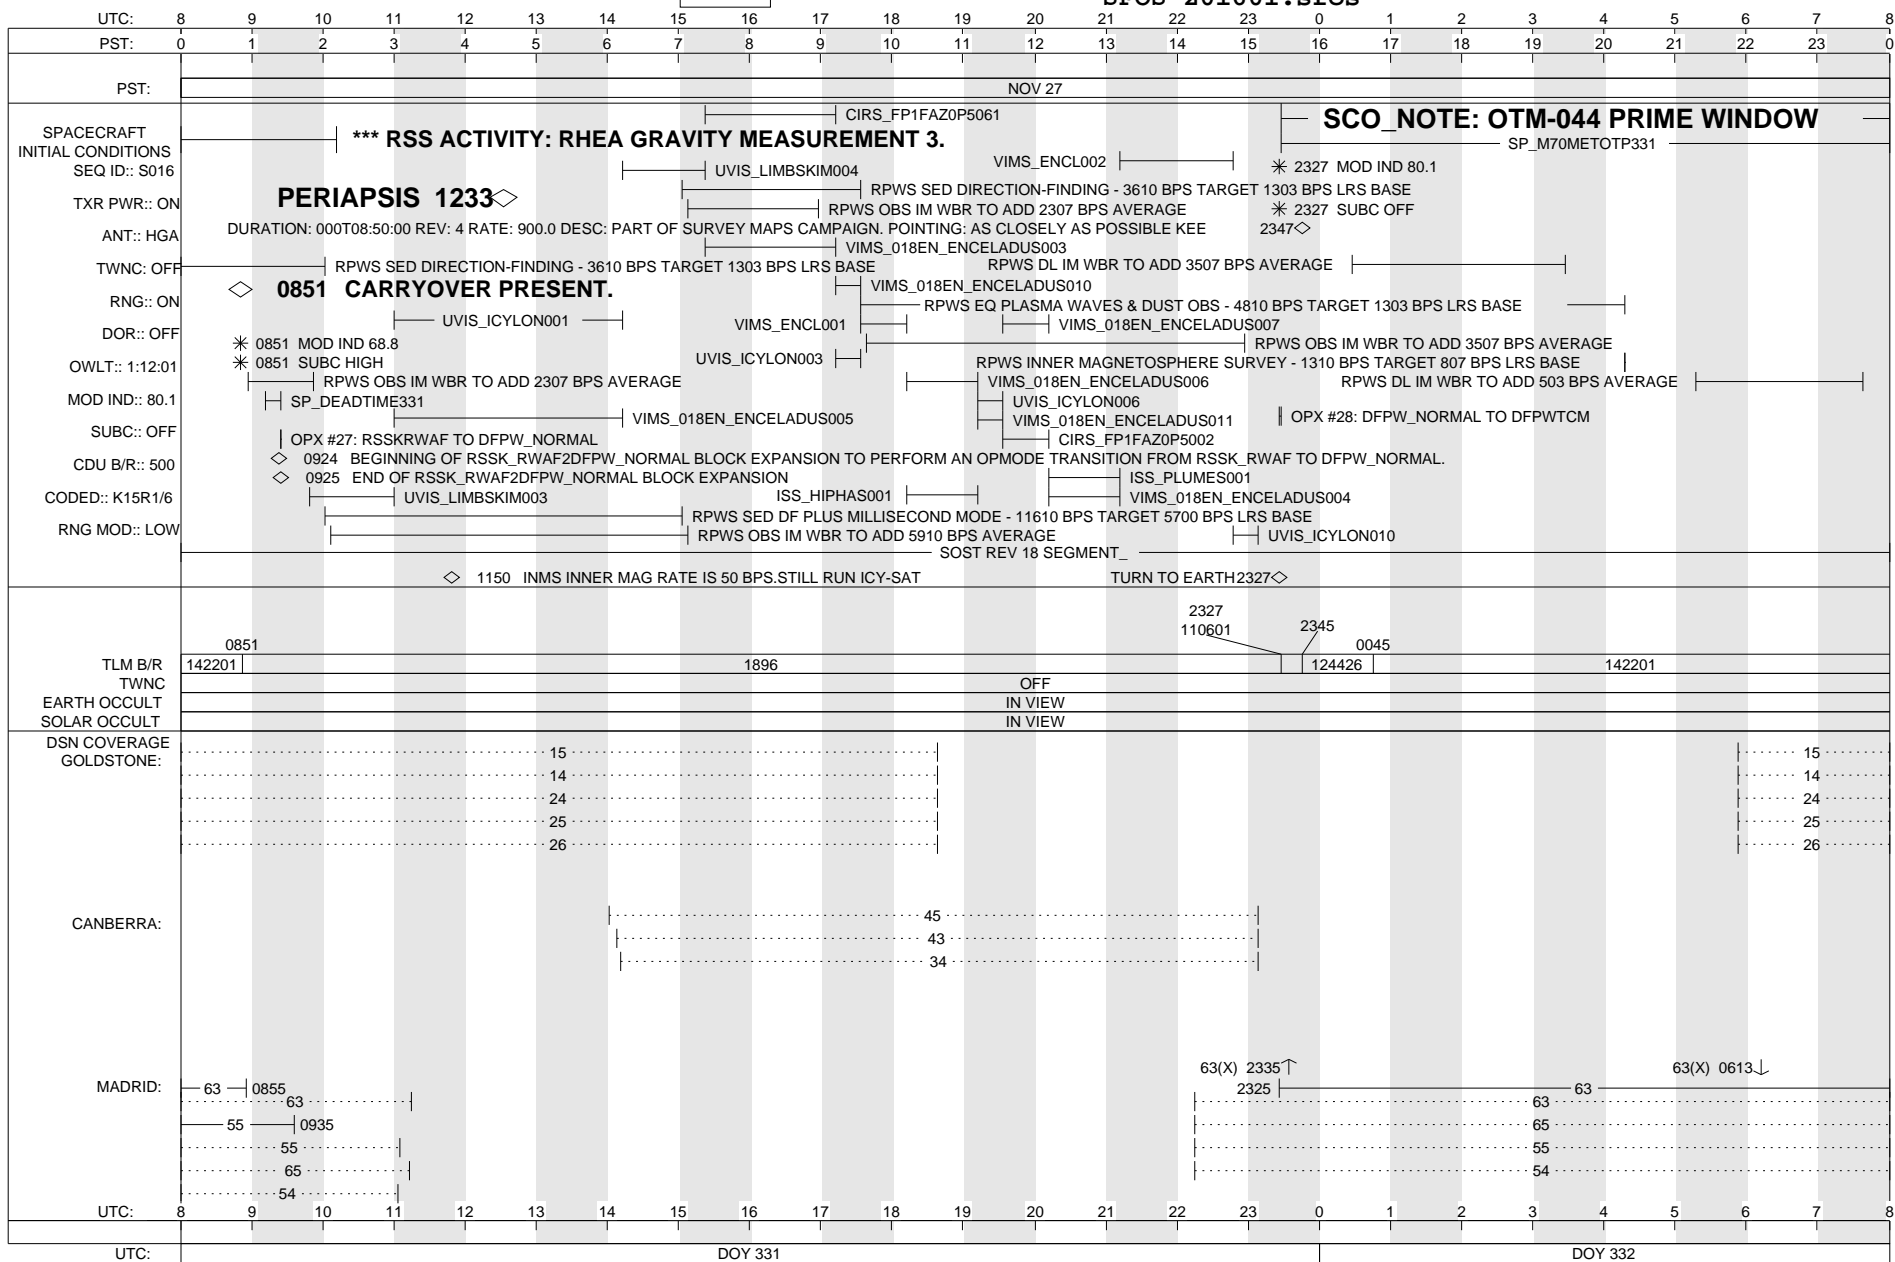 UTC: 8 9 10 11 12 13 14 15 16 17 18 19 20 21 22 23 0 1 2 3 4 5 6 7 8
PST: 0 1 2 3 4 5 6 7 8 9 10 11 12 13 14 15 16 17 18 19 20 21 22 23 0
PST: NOV 27
CIRS_FP1FAZ0P5061
SCO_NOTE: OTM-044 PRIME WINDOW
SPACECRAFT
INITIAL CONDITIONS
*** RSS ACTIVITY: RHEA GRAVITY MEASUREMENT 3.
SP_M70METOTP331
SEQ ID:: S016
UVIS_LIMBSKIM004
VIMS_ENCL002
2327 MOD IND 80.1
PERIAPSIS 1233
RPWS SED DIRECTION-FINDING - 3610 BPS TARGET 1303 BPS LRS BASE
TXR PWR:: ON
RPWS OBS IM WBR TO ADD 2307 BPS AVERAGE
2327 SUBC OFF
DURATION: 000T08:50:00 REV: 4 RATE: 900.0 DESC: PART OF SURVEY MAPS CAMPAIGN. POINTING: AS CLOSELY AS POSSIBLE KEE
2347
ANT:: HGA
VIMS_018EN_ENCELADUS003
TWNC: OFF
RPWS SED DIRECTION-FINDING - 3610 BPS TARGET 1303 BPS LRS BASE
RPWS DL IM WBR TO ADD 3507 BPS AVERAGE
0851 CARRYOVER PRESENT.
VIMS_018EN_ENCELADUS010
RNG:: ON
RPWS EQ PLASMA WAVES & DUST OBS - 4810 BPS TARGET 1303 BPS LRS BASE
UVIS_ICYLON001
VIMS_ENCL001
VIMS_018EN_ENCELADUS007
DOR:: OFF
0851 MOD IND 68.8
RPWS OBS IM WBR TO ADD 3507 BPS AVERAGE
0851 SUBC HIGH
UVIS_ICYLON003
RPWS INNER MAGNETOSPHERE SURVEY - 1310 BPS TARGET 807 BPS LRS BASE
OWLT:: 1:12:01
RPWS OBS IM WBR TO ADD 2307 BPS AVERAGE
VIMS_018EN_ENCELADUS006
RPWS DL IM WBR TO ADD 503 BPS AVERAGE
MOD IND:: 80.1
SP_DEADTIME331
UVIS_ICYLON006
VIMS_018EN_ENCELADUS005
VIMS_018EN_ENCELADUS011
OPX #28: DFPW_NORMAL TO DFPWTCM
SUBC:: OFF
OPX #27: RSSKRWAF TO DFPW_NORMAL
CIRS_FP1FAZ0P5002
0924 BEGINNING OF RSSK_RWAF2DFPW_NORMAL BLOCK EXPANSION TO PERFORM AN OPMODE TRANSITION FROM RSSK_RWAF TO DFPW_NORMAL.
CDU B/R:: 500
0925 END OF RSSK_RWAF2DFPW_NORMAL BLOCK EXPANSION
ISS_PLUMES001
CODED:: K15R1/6
UVIS_LIMBSKIM003
ISS_HIPHAS001
VIMS_018EN_ENCELADUS004
RPWS SED DF PLUS MILLISECOND MODE - 11610 BPS TARGET 5700 BPS LRS BASE
RNG MOD:: LOW
RPWS OBS IM WBR TO ADD 5910 BPS AVERAGE
UVIS_ICYLON010
SOST REV 18 SEGMENT_
1150 INMS INNER MAG RATE IS 50 BPS.STILL RUN ICY-SAT
TURN TO EARTH 2327
2327
110601
2345
0851
0045
TLM B/R 142201 1896 124426 142201
TWNC OFF
EARTH OCCULT IN VIEW
SOLAR OCCULT IN VIEW
DSN COVERAGE
GOLDSTONE:
15 15
14 14
24 24
25 25
26 26
CANBERRA:
45
43
34
63(X) 2335 63(X) 0613
MADRID: 63 0855 2325 63
63 63
55 0935 65
55 55
65 54
54
UTC: 8 9 10 11 12 13 14 15 16 17 18 19 20 21 22 23 0 1 2 3 4 5 6 7 8
UTC: DOY 331 DOY 332